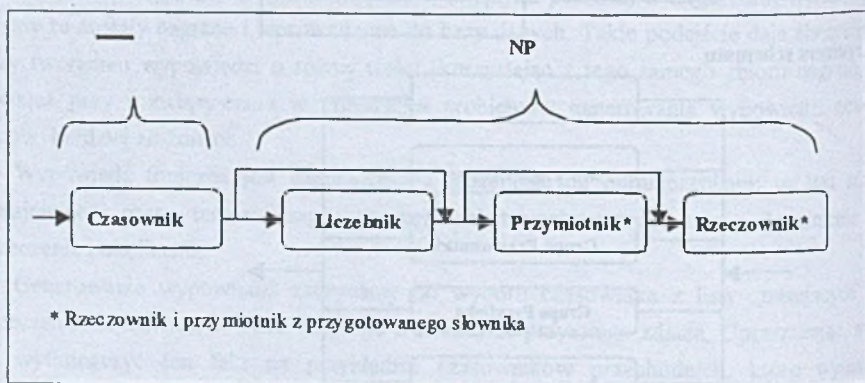 NP
Czasownik Liczebnik Przymiotnik* Rzeczownik*
* Rzeczownik i przymiotnik z przygotowanego słownika